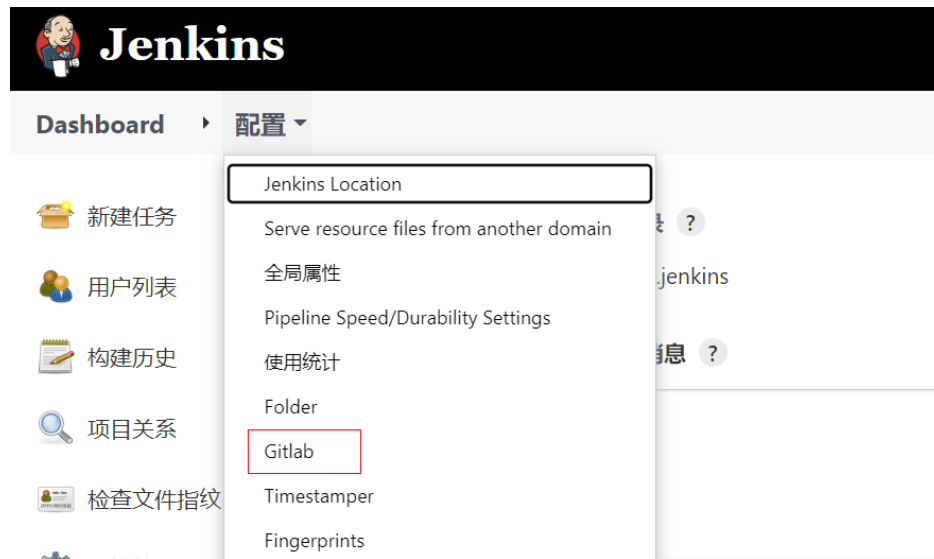 Jenkins
Dashboard
配置
Jenkins Location
Serve resource files from another domain
全局属性
Pipeline Speed/Durability Settings
使用统计
Folder
Gitlab
Timestamper
Fingerprints
新建任务
用户列表
构建历史
项目关系
检查文件指纹
?
.jenkins
息 ?